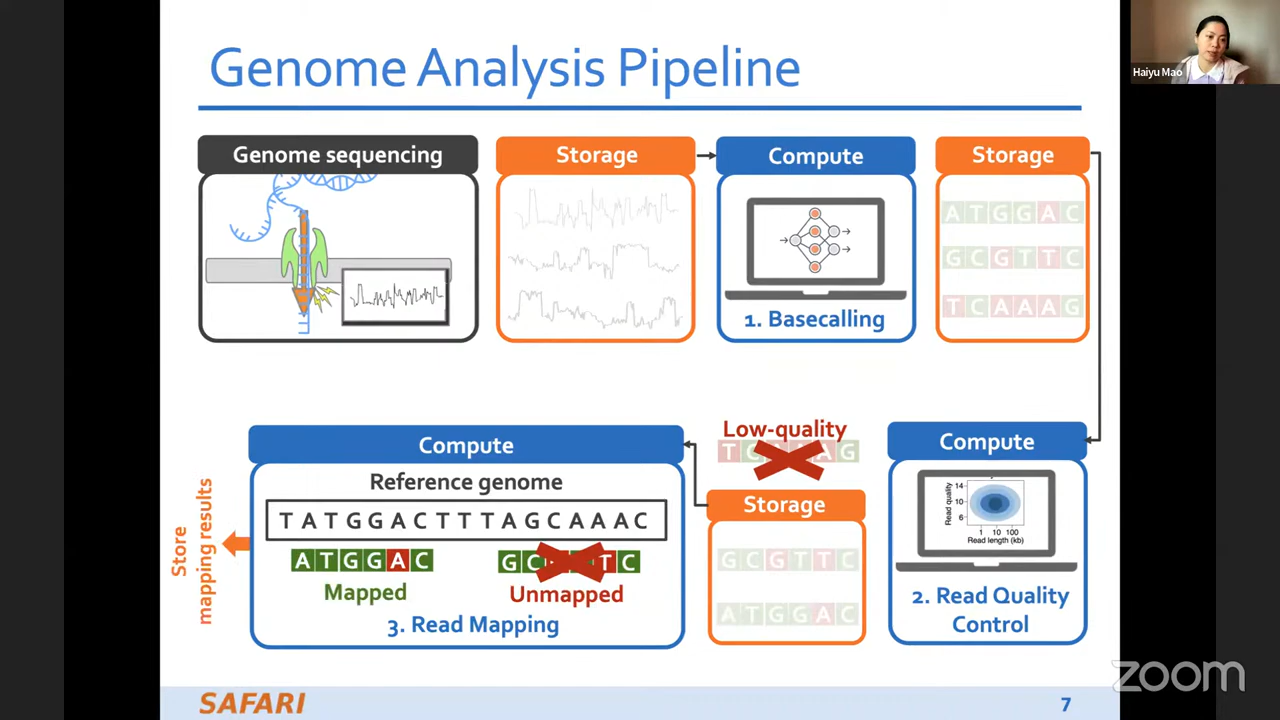 Genome Analysis Pipeline
Haiyu Mao
Genome sequencing
Storage
Compute
Storage
ATGGAC
GCGTTC
TCAAAG
1. Basecalling
Low-quality
Compute
Reference genome
TATGGACTTTAGCAAAC
ATGGAC
Mapped
Unmapped
3. Read Mapping
Store
mapping results
Storage
GCGTTC
ATGGAC
Compute
Read quality
14
10
6
1 10 100
Read length (kb)
2. Read Quality
Control
SAFARI
7
zoom